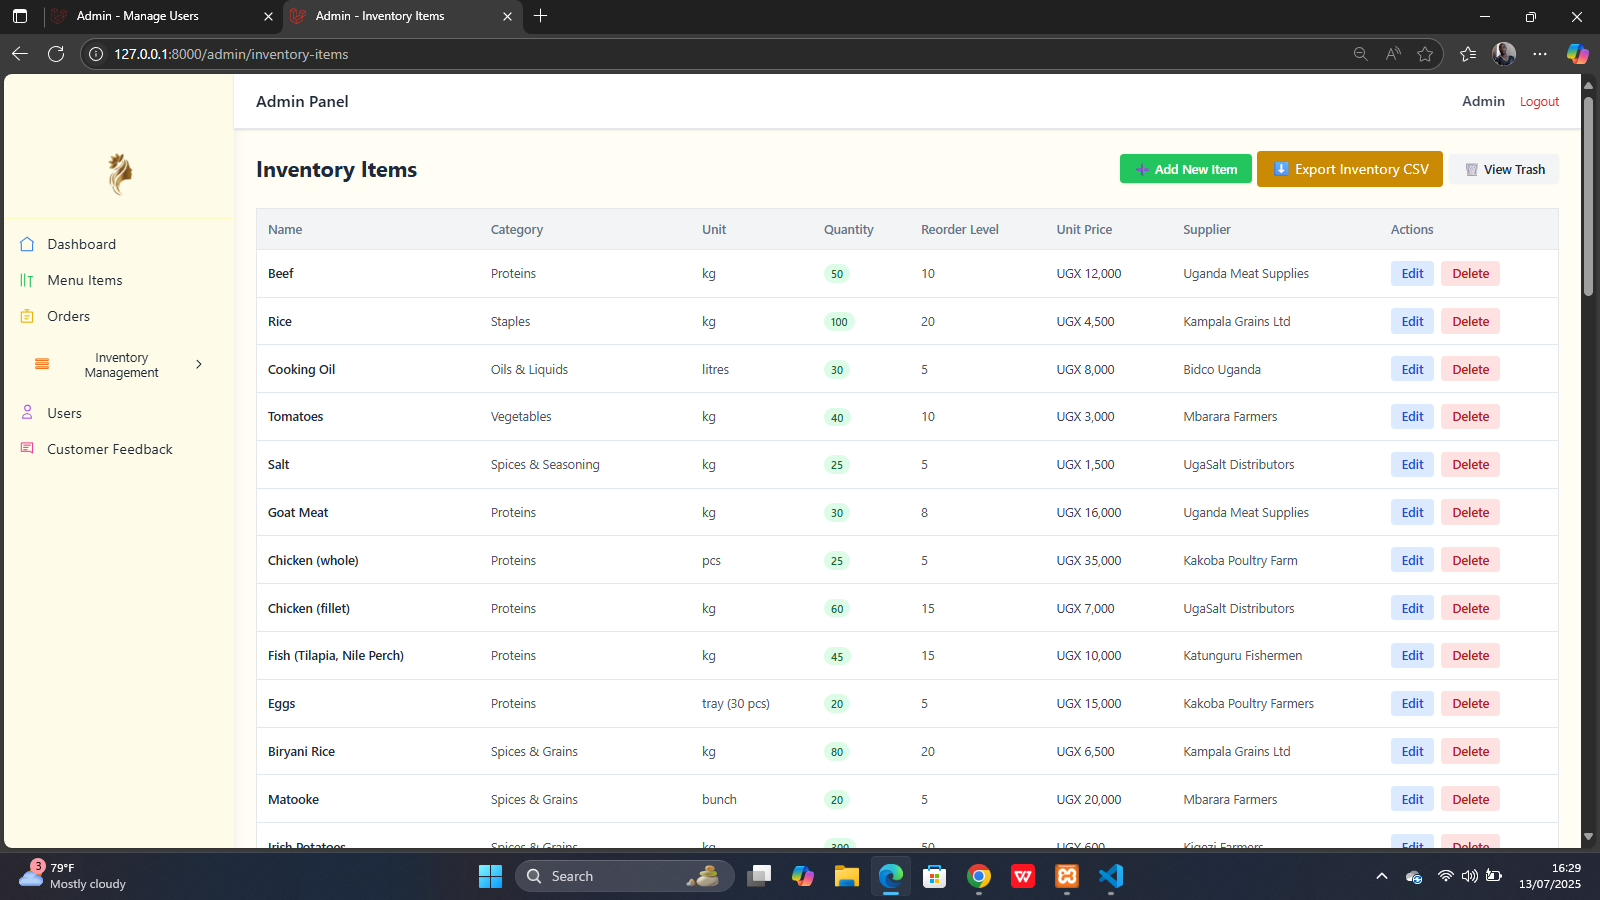 Admin - Manage Users
Admin - Inventory Items
127.0.0.1:8000/admin/inventory-items
Admin Panel
Admin Logout
Dashboard
Menu Items
Orders
Inventory
Management
Users
Customer Feedback
Inventory Items
Add New Item Export Inventory CSV View Trash
Name Category Unit Quantity Reorder Level Unit Price Supplier Actions
Beef Proteins kg 50 10 UGX 12,000 Uganda Meat Supplies Edit Delete
Rice Staples kg 100 20 UGX 4,500 Kampala Grains Ltd Edit Delete
Cooking Oil Oils & Liquids litres 30 5 UGX 8,000 Bidco Uganda Edit Delete
Tomatoes Vegetables kg 40 10 UGX 3,000 Mbarara Farmers Edit Delete
Salt Spices & Seasoning kg 25 5 UGX 1,500 UgaSalt Distributors Edit Delete
Goat Meat Proteins kg 30 8 UGX 16,000 Uganda Meat Supplies Edit Delete
Chicken (whole) Proteins pcs 25 5 UGX 35,000 Kakoba Poultry Farm Edit Delete
Chicken (fillet) Proteins kg 60 15 UGX 7,000 UgaSalt Distributors Edit Delete
Fish (Tilapia, Nile Perch) Proteins kg 45 15 UGX 10,000 Katunguru Fishermen Edit Delete
Eggs Proteins tray (30 pcs) 20 5 UGX 15,000 Kakoba Poultry Farmers Edit Delete
Biryani Rice Spices & Grains kg 80 20 UGX 6,500 Kampala Grains Ltd Edit Delete
Matooke Spices & Grains bunch 20 5 UGX 20,000 Mbarara Farmers Edit Delete
Irish Potatoes Spices & Grains kg 300 50 UGX 600 Kigezi Farmers Edit Delete
3
79°F
Mostly cloudy
Search
16:29
13/07/2025